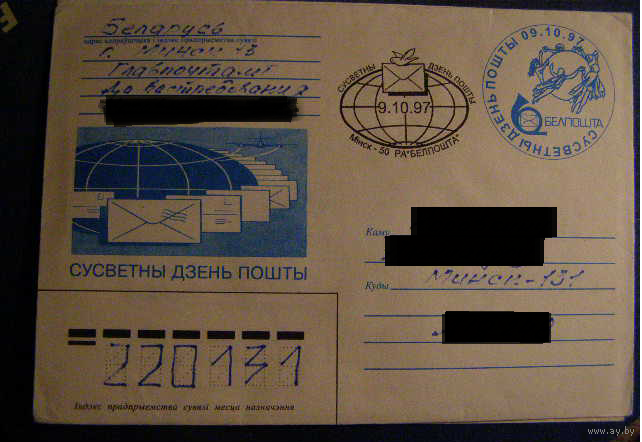 Беларусь
адрас адпраўшчыка і індэкс прадпрыемства сувязі
г. Минск 13
Главпочтамт
До востребования
СУСВЕТНЫ ДЗЕНЬ ПОШТЫ
9.10.97
Мінск - 50 РА "БЕЛПОШТА"
СУСВЕТНЫ ДЗЕНЬ ПОШТЫ 09.10.97
БЕЛПОШТА
СУСВЕТНЫ ДЗЕНЬ ПОШТЫ
Каму
Куды Минск-131
220131
Індэкс прадпрыемства сувязі месца назначэння
www.ay.by